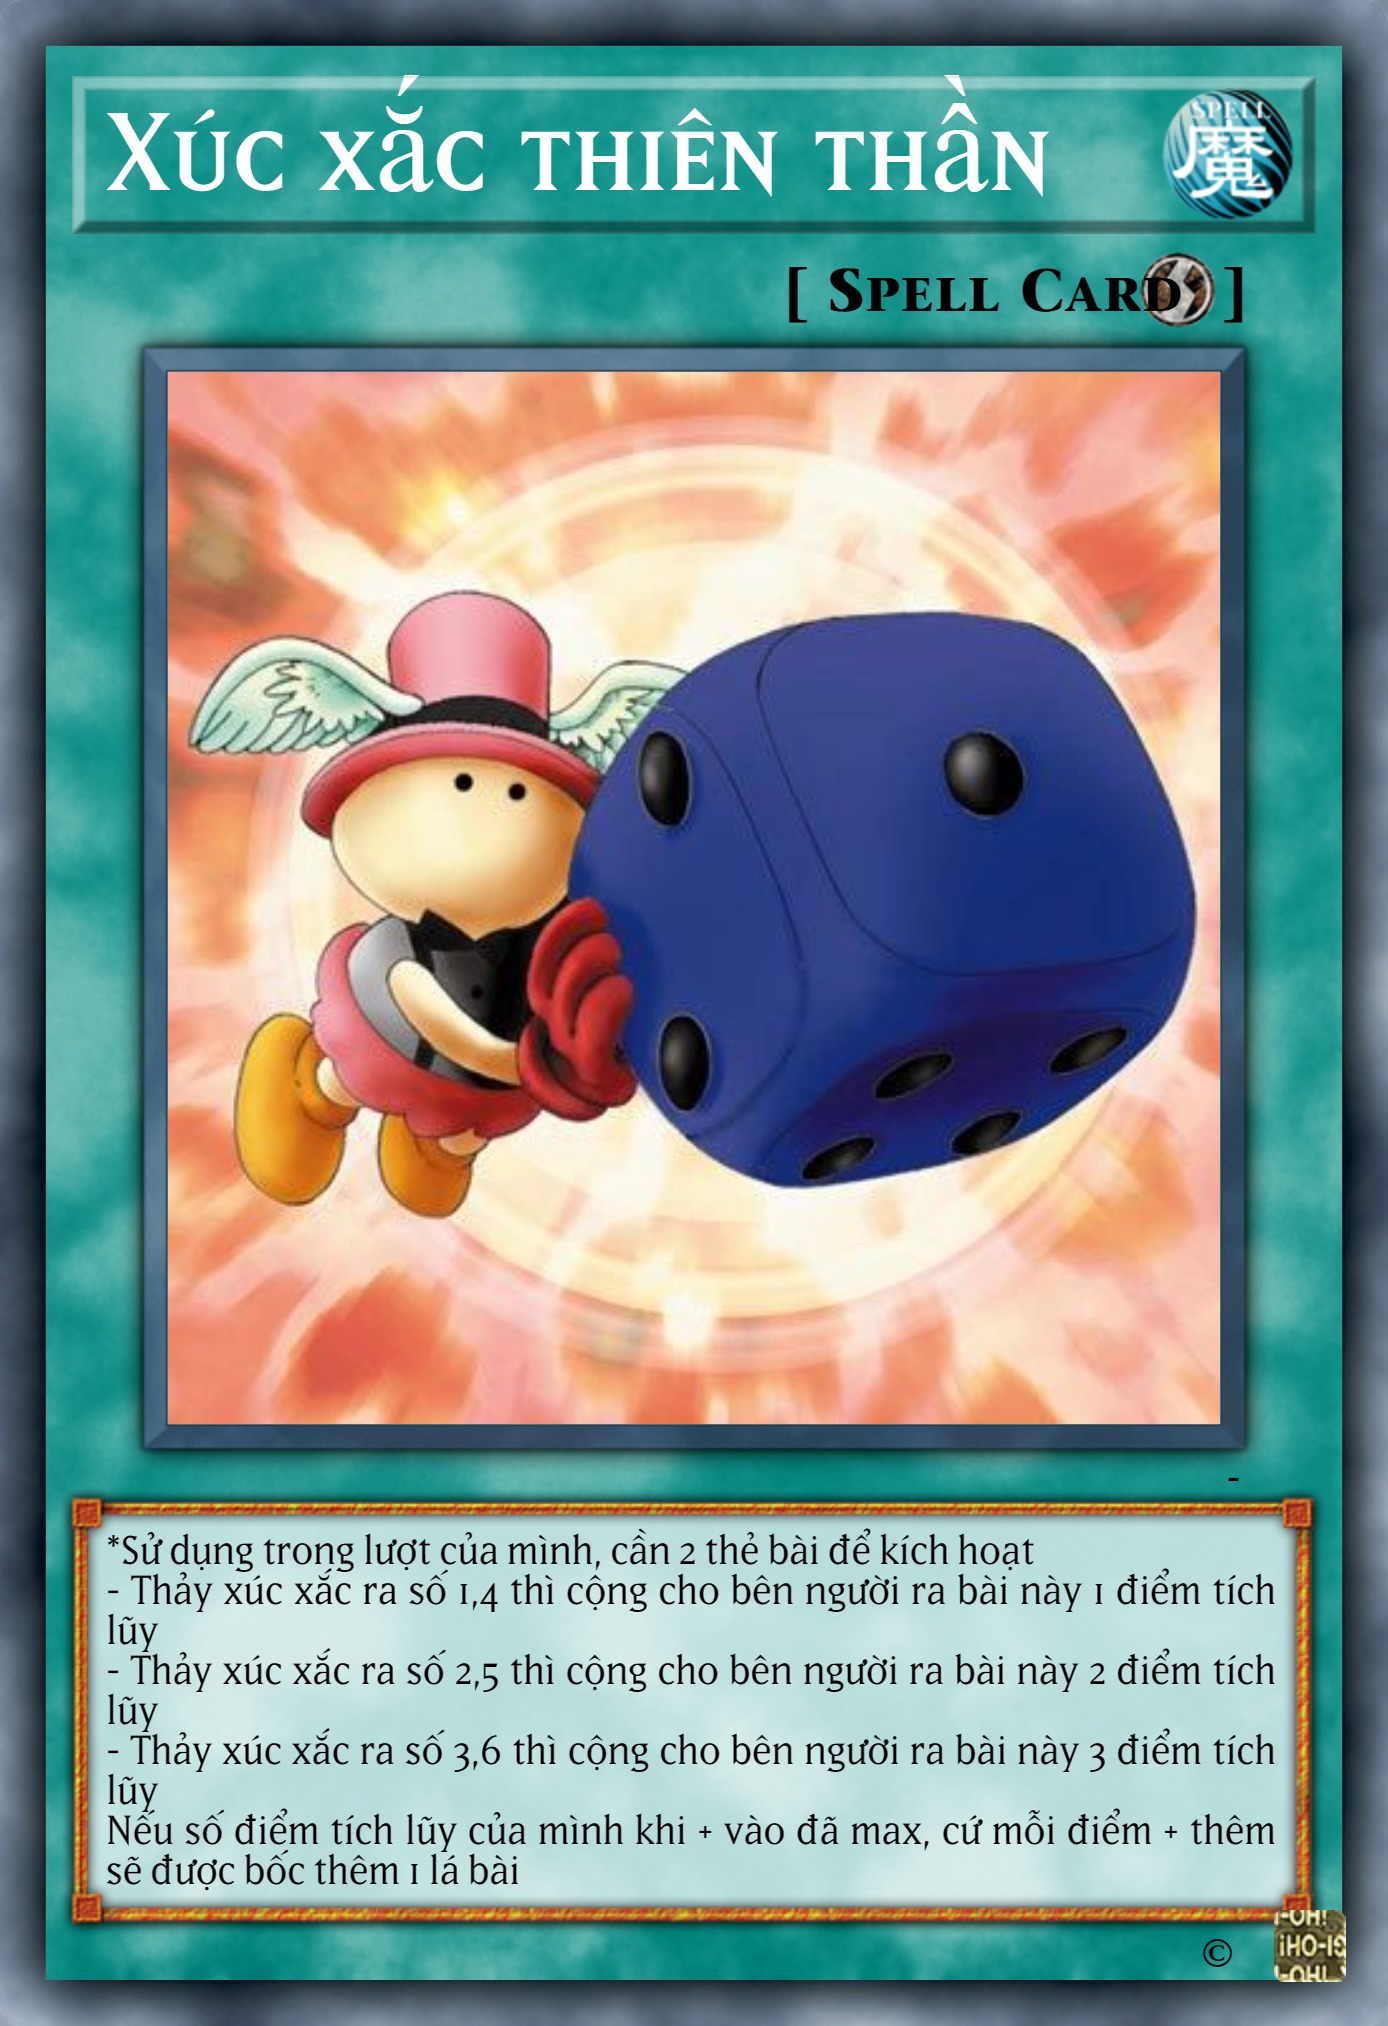 Xúc xắc thiên thần
SPELL
魔
[ Spell Card ]
-
*Sử dụng trong lượt của mình, cần 2 thẻ bài để kích hoạt
- Thảy xúc xắc ra số 1,4 thì cộng cho bên người ra bài này 1 điểm tích
lũy
- Thảy xúc xắc ra số 2,5 thì cộng cho bên người ra bài này 2 điểm tích
lũy
- Thảy xúc xắc ra số 3,6 thì cộng cho bên người ra bài này 3 điểm tích
lũy
Nếu số điểm tích lũy của mình khi + vào đã max, cứ mỗi điểm + thêm
sẽ được bốc thêm 1 lá bài
©